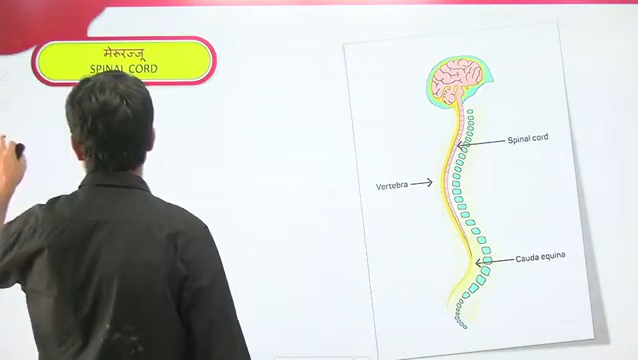 मेरूरज्जू
SPINAL CORD
Spinal cord
Vertebra
Cauda equina